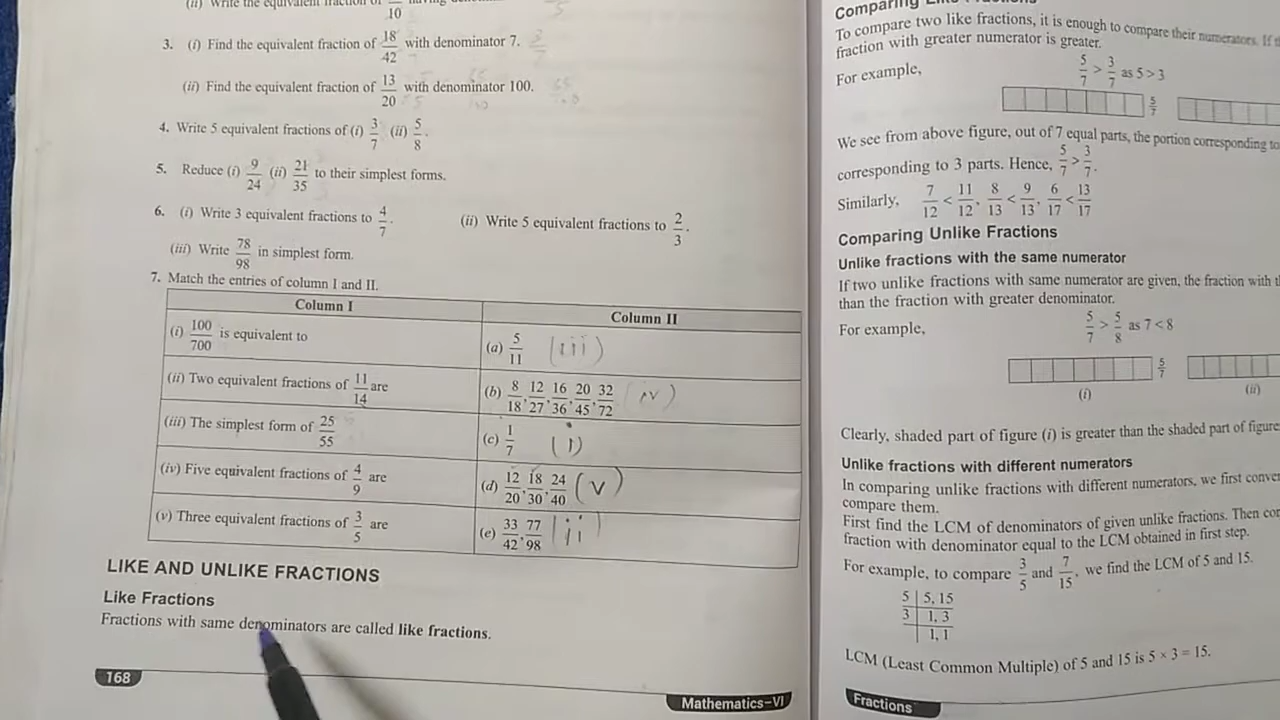 (ii) Write the equivalent fraction of /10
3. (i) Find the equivalent fraction of 18/42 with denominator 7. 3/7
(ii) Find the equivalent fraction of 13/20 with denominator 100.
4. Write 5 equivalent fractions of (i) 3/7 (ii) 5/8.
5. Reduce (i) 9/24 (ii) 21/35 to their simplest forms.
6. (i) Write 3 equivalent fractions to 4/7. (ii) Write 5 equivalent fractions to 2/3.
(iii) Write 78/98 in simplest form.
7. Match the entries of column I and II.
Column I Column II
(i) 100/700 is equivalent to (a) 5/11 (iii)
(ii) Two equivalent fractions of 11/14 are (b) 8/18, 12/27, 16/36, 20/45, 32/72 (iv)
(iii) The simplest form of 25/55 (c) 1/7 (i)
(iv) Five equivalent fractions of 4/9 are (d) 12/20, 18/30, 24/40 (v)
(v) Three equivalent fractions of 3/5 are (e) 33/42, 77/98 (ii)
LIKE AND UNLIKE FRACTIONS
Like Fractions
Fractions with same denominators are called like fractions.
168
Mathematics–VI
Comparing Like Fractions
To compare two like fractions, it is enough to compare their numerators. If
fraction with greater numerator is greater.
For example, 5/7 > 3/7 as 5 > 3
5/7
We see from above figure, out of 7 equal parts, the portion corresponding to
corresponding to 3 parts. Hence, 5/7 > 3/7.
Similarly, 7/12 < 11/12, 8/13 < 9/13, 6/17 < 13/17
Comparing Unlike Fractions
Unlike fractions with the same numerator
If two unlike fractions with same numerator are given, the fraction with
than the fraction with greater denominator.
For example, 5/7 > 5/8 as 7 < 8
5/7
(i) (ii)
Clearly, shaded part of figure (i) is greater than the shaded part of figure
Unlike fractions with different numerators
In comparing unlike fractions with different numerators, we first
compare them.
First find the LCM of denominators of given unlike fractions. Then
fraction with denominator equal to the LCM obtained in first step.
For example, to compare 3/5 and 7/15, we find the LCM of 5 and 15.
5 | 5, 15
3 | 1, 3
| 1, 1
LCM (Least Common Multiple) of 5 and 15 is 5 × 3 = 15.
Fractions